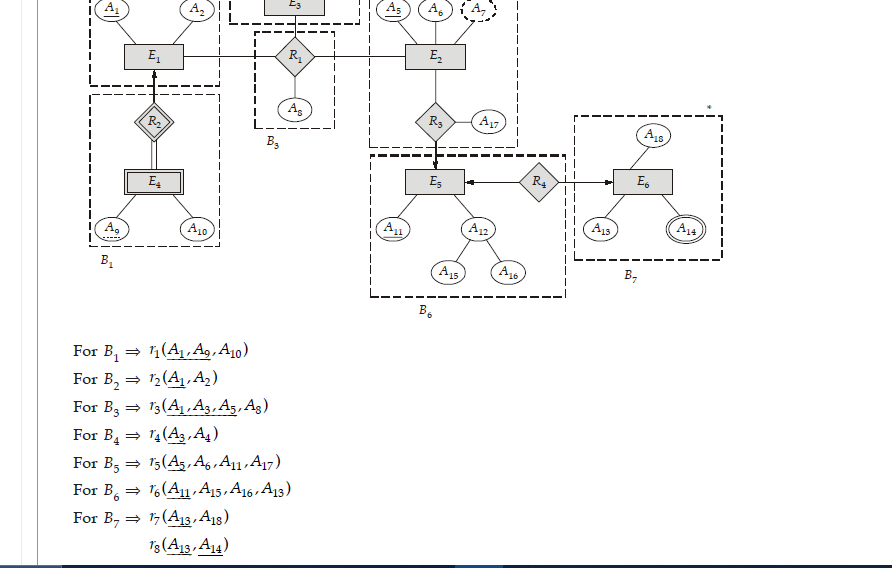 A₁ A₂ E₃ A₅ A₆ A₇
E₁ R₁ E₂
A₈
R₂ R₃ A₁₇
*
A₁₈
B₃
E₄ E₅ R₄ E₆
A₉ A₁₀ A₁₁ A₁₂ A₁₃ A₁₄
B₁
A₁₅ A₁₆
B₇
B₆
For B₁ ⇒ r₁(A₁, A₉, A₁₀)
For B₂ ⇒ r₂(A₁, A₂)
For B₃ ⇒ r₃(A₁, A₃, A₅, A₈)
For B₄ ⇒ r₄(A₃, A₄)
For B₅ ⇒ r₅(A₅, A₆, A₁₁, A₁₇)
For B₆ ⇒ r₆(A₁₁, A₁₅, A₁₆, A₁₃)
For B₇ ⇒ r₇(A₁₃, A₁₈)
r₈(A₁₃, A₁₄)